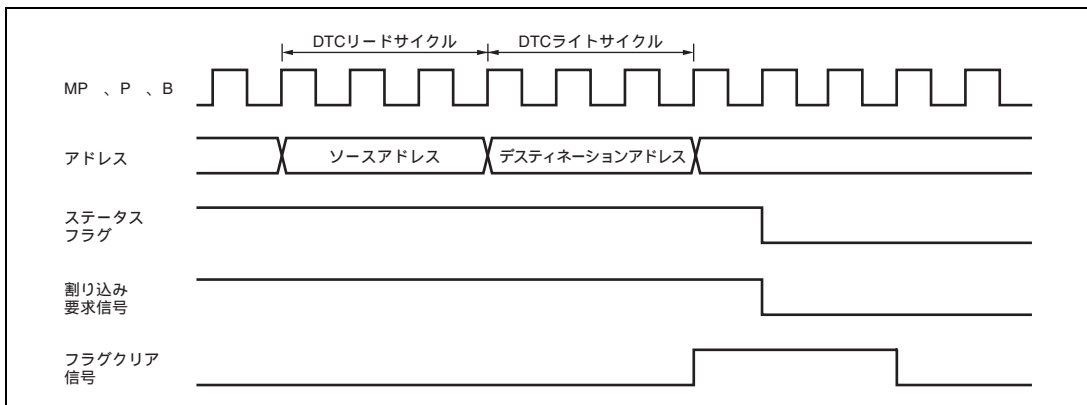 DTCリードサイクル DTCライトサイクル
MP 、P 、B
アドレス ソースアドレス デスティネーションアドレス
ステータス
フラグ
割り込み
要求信号
フラグクリア
信号